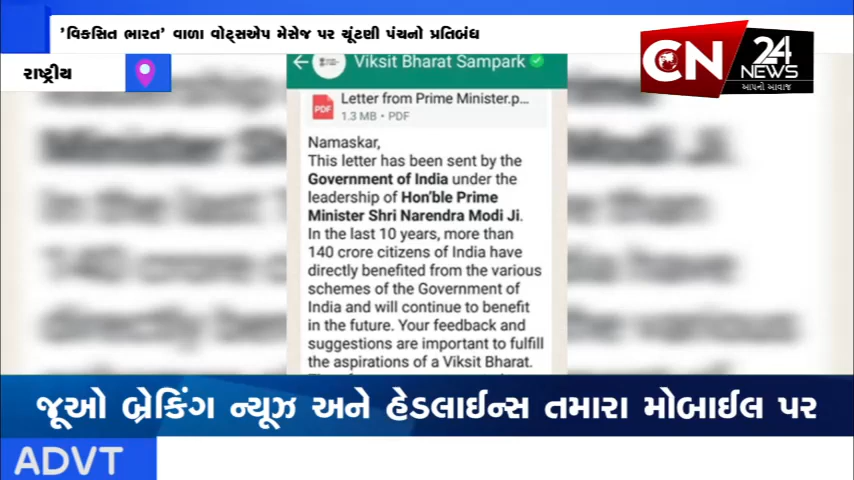 'વિકસિત ભારત' વાળા વોટ્સએપ મેસેજ પર ચૂંટણી પંચનો પ્રતિબંધ
રાષ્ટ્રીય
CN 24 NEWS
આપનો આવાજ
Viksit Bharat Sampark
Letter from Prime Minister.p...
PDF
1.3 MB • PDF
Namaskar,
This letter has been sent by the
Government of India under the
leadership of Hon'ble Prime
Minister Shri Narendra Modi Ji.
In the last 10 years, more than
140 crore citizens of India have
directly benefited from the various
schemes of the Government of
India and will continue to benefit
in the future. Your feedback and
suggestions are important to fulfill
the aspirations of a Viksit Bharat.
જૂઓ બ્રેકિંગ ન્યૂઝ અને હેડલાઈન્સ તમારા મોબાઈલ પર
ADVT